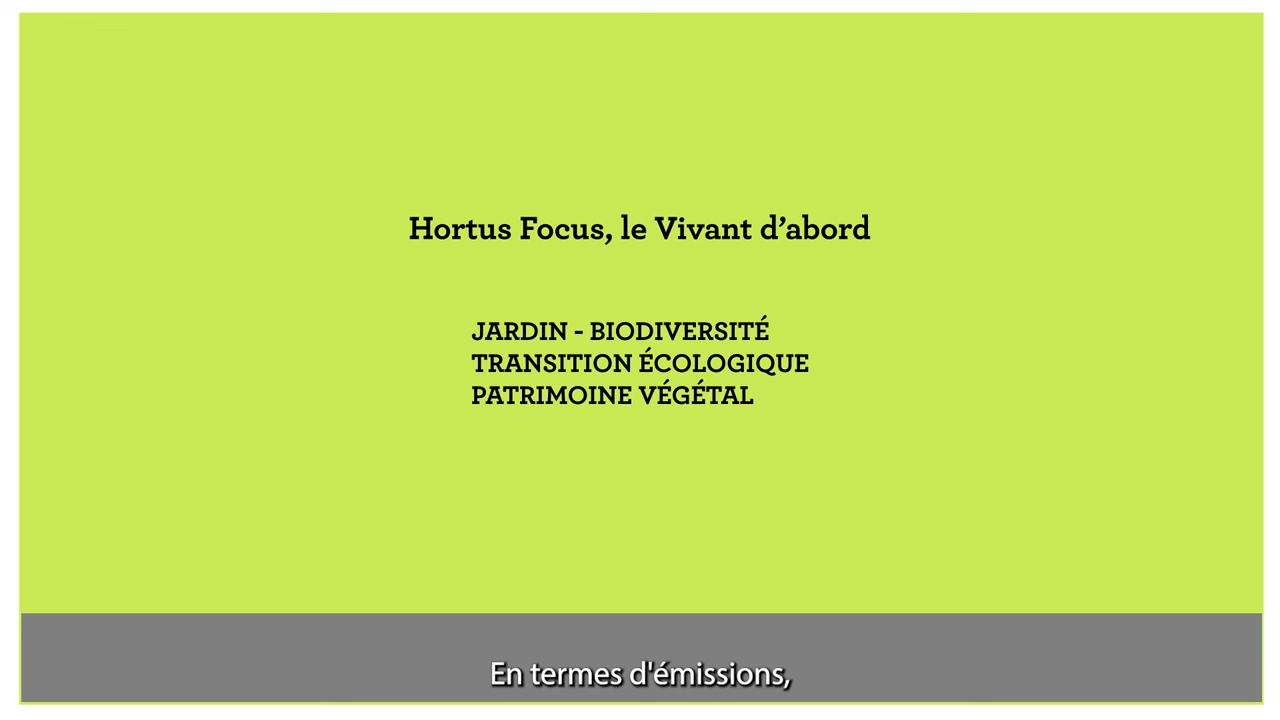 Hortus Focus, le Vivant d’abord
JARDIN - BIODIVERSITÉ
TRANSITION ÉCOLOGIQUE
PATRIMOINE VÉGÉTAL
En termes d'émissions,